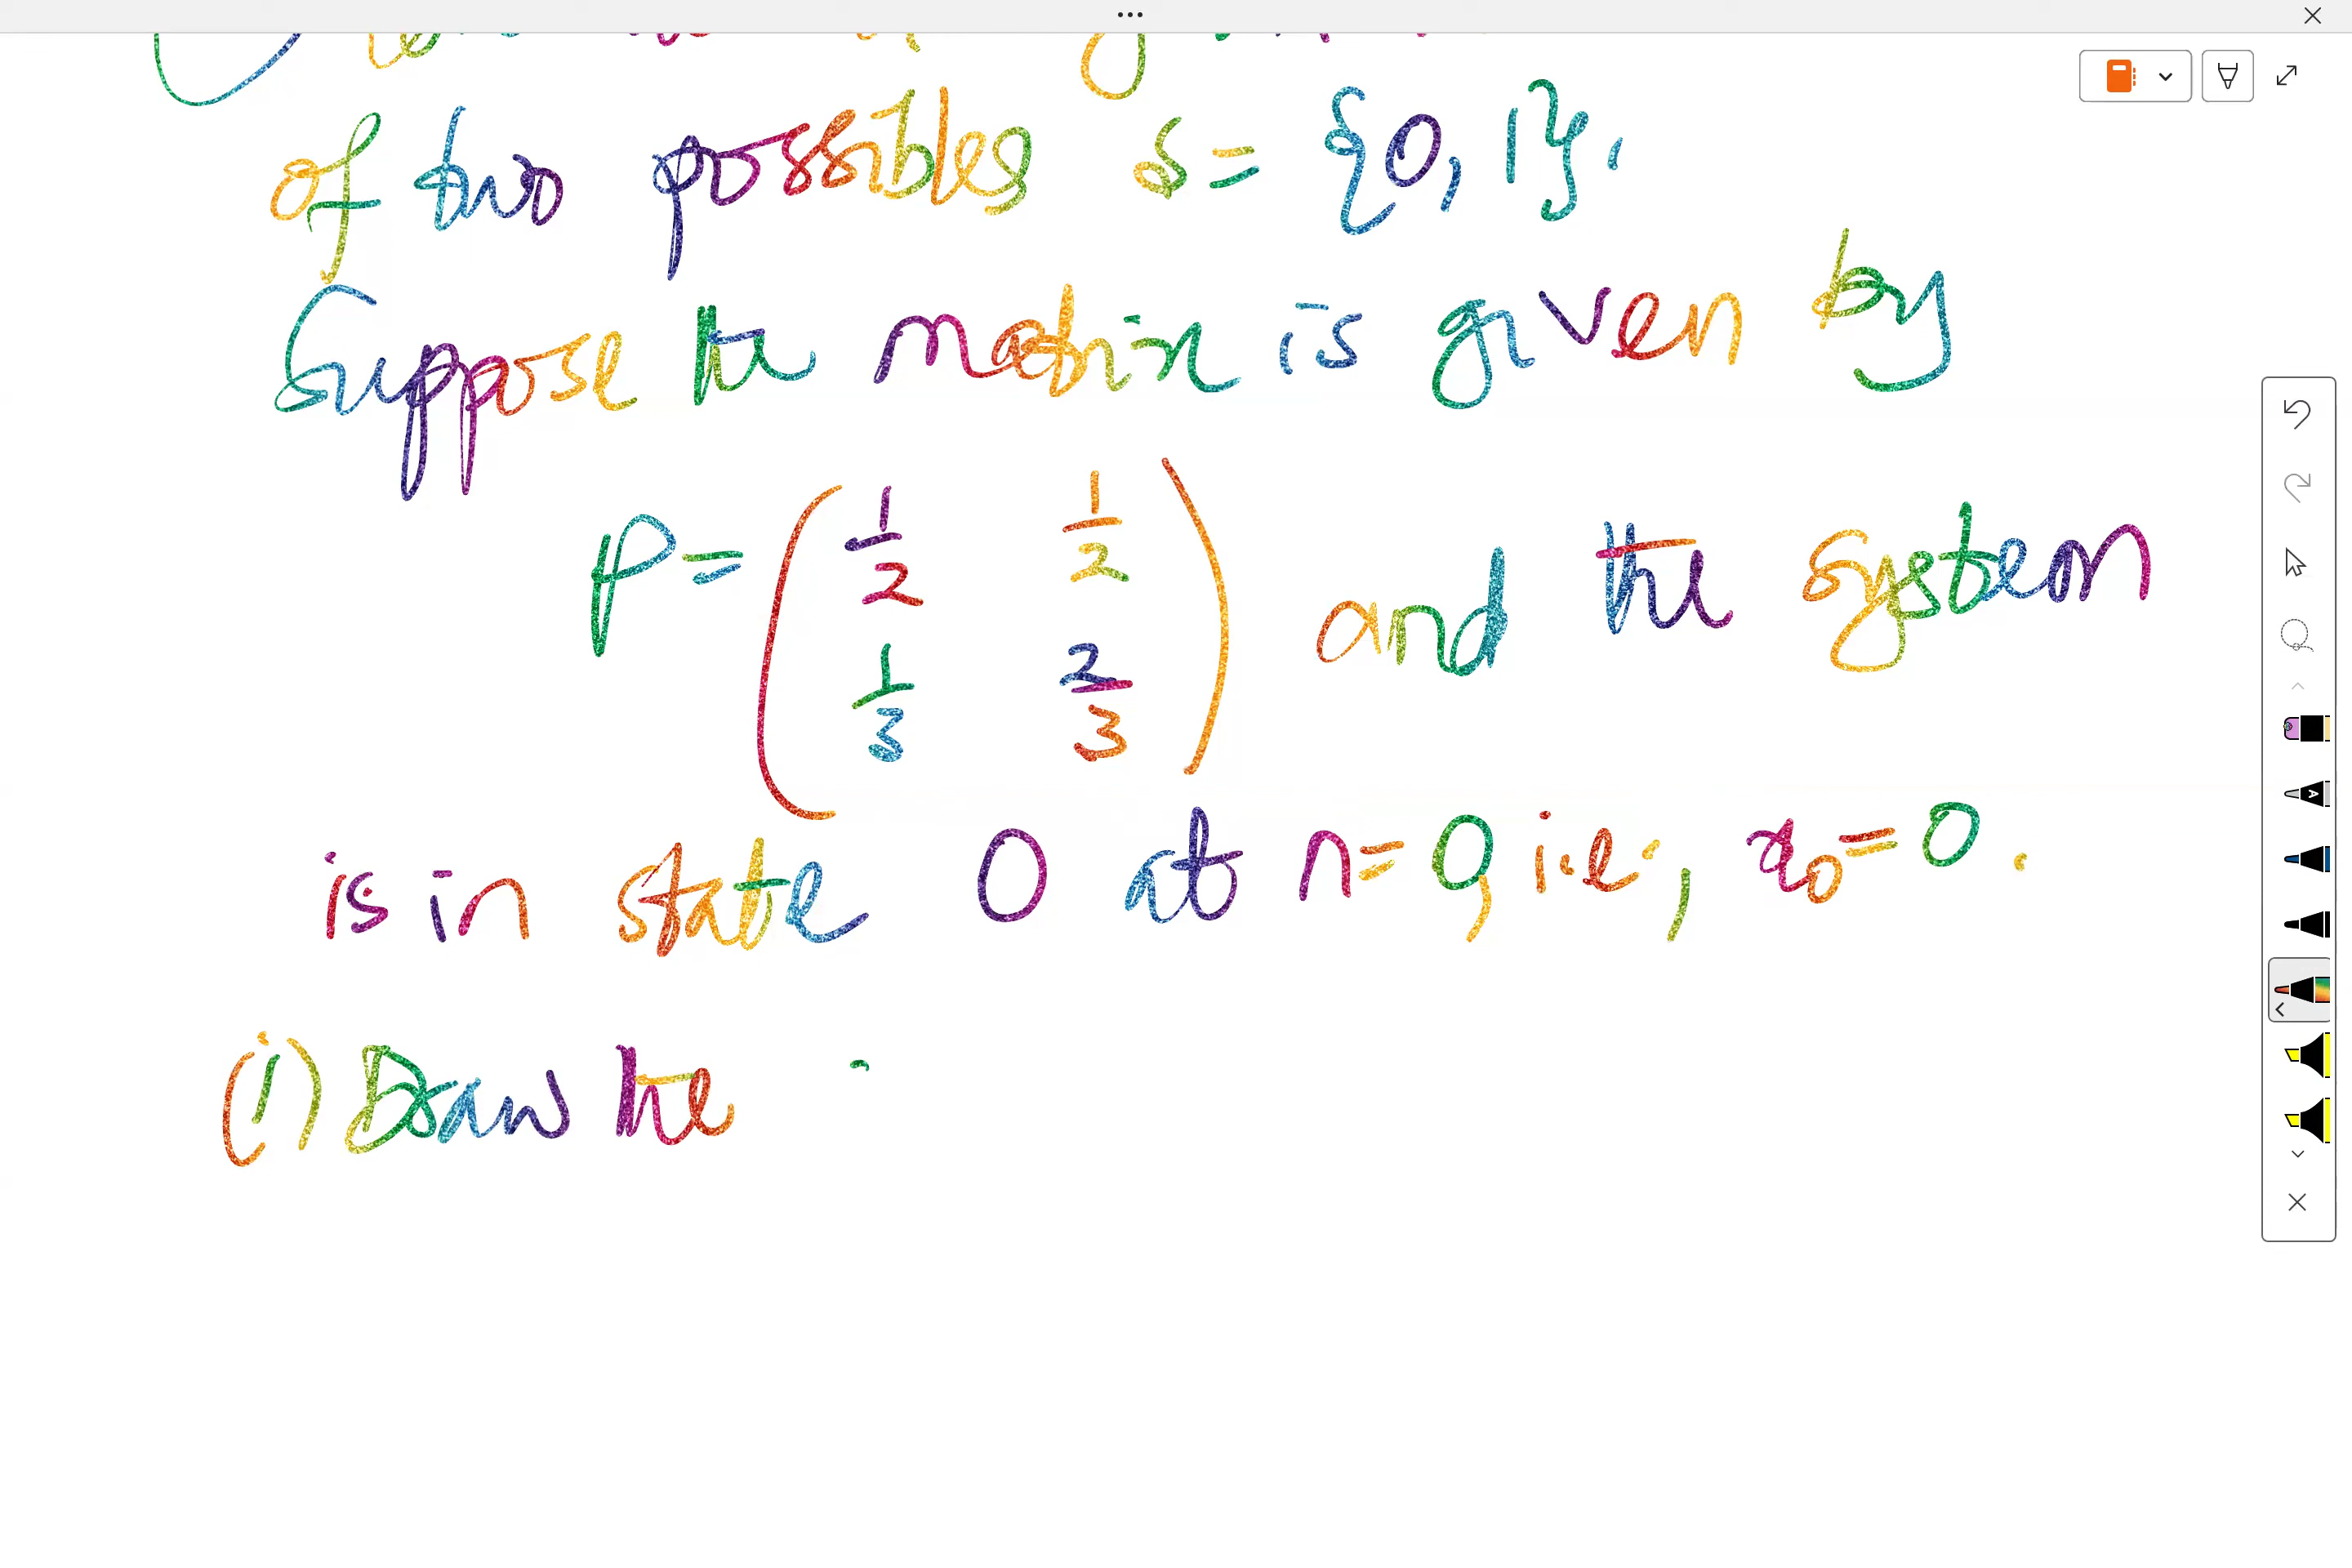 of two possibles S = {0, 1}.
Suppose the matrix is given by
P = ( 1/2 1/2 and the system
1/3 2/3 )
is in state 0 at n = 0, i.e., x₀ = 0.
(i) Draw the